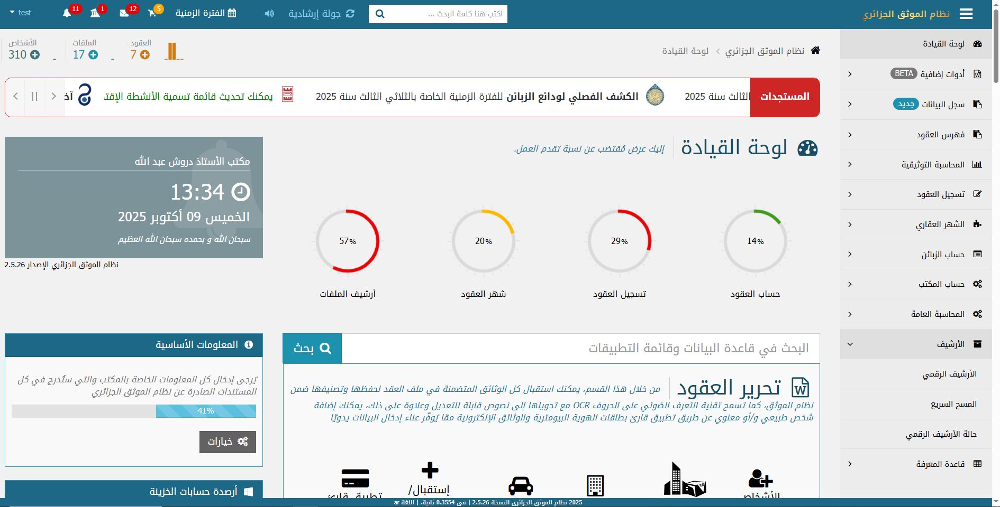 نظام الموثق الجزائري
اكتب هنا كلمة البحث ...
جولة إرشادية
الفترة الزمنية
5
12
1
11
test
لوحة القيادة
أدوات إضافية BETA
سجل البيانات جديد
فهرس العقود
المحاسبة التوثيقية
تسجيل العقود
الشهر العقاري
حساب الزبائن
حساب المكتب
المحاسبة العامة
الأرشيف
الأرشيف الرقمي
المسح السريع
حالة الأرشيف الرقمي
قاعدة المعرفة
نظام الموثق الجزائري > لوحة القيادة
العقود
7
الملفات
17
الأشخاص
310
المستجدات
الثالث سنة 2025
الكشف الفصلي لودائع الزبائن للفترة الزمنية الخاصة بالثلاثي الثالث سنة 2025
يمكنك تحديث قائمة تسمية الأنشطة
لوحة القيادة
إليك عرض مُقتضب عن نسبة تقدم العمل.
14%
29%
20%
57%
حساب العقود
تسجيل العقود
شهر العقود
أرشيف الملفات
مكتب الأستاذ دروش عبد الله
13:34
الخميس 09 أكتوبر 2025
سبحان الله و بحمده سبحان الله العظيم
نظام الموثق الجزائري الإصدار 2.5.26
البحث في قاعدة البيانات وقائمة التطبيقات
بحث
تحرير العقود
من خلال هذا القسم، يمكنك استقبال كل الوثائق المتضمنة في ملف العقد لحفظها وتصنيفها ضمن
نظام الموثق، كما تسمح تقنية التعرف الضوئي على الحروف OCR مع تحويلها إلى نصوص قابلة للتعديل وعلاوة على ذلك، يمكنك إضافة
شخص طبيعي و/أو معنوي عن طريق تطبيق قارئ بطاقات الهوية البيومترية والوثائق الإلكترونية ممّا يُوفّر عناء إدخال البيانات يدويّا
الأشخاص
إستقبال/
تطبيق قارئ
المعلومات الأساسية
يُرجى إدخال كل المعلومات الخاصة بالمكتب والتي ستُدرج في كل
المستندات الصادرة عن نظام الموثق الجزائري
41%
خيارات
أرصدة حسابات الخزينة
2025 نظام الموثق الجزائري النسخة 2.5.26 | في 0.3554 ثانية. | اللغة ar